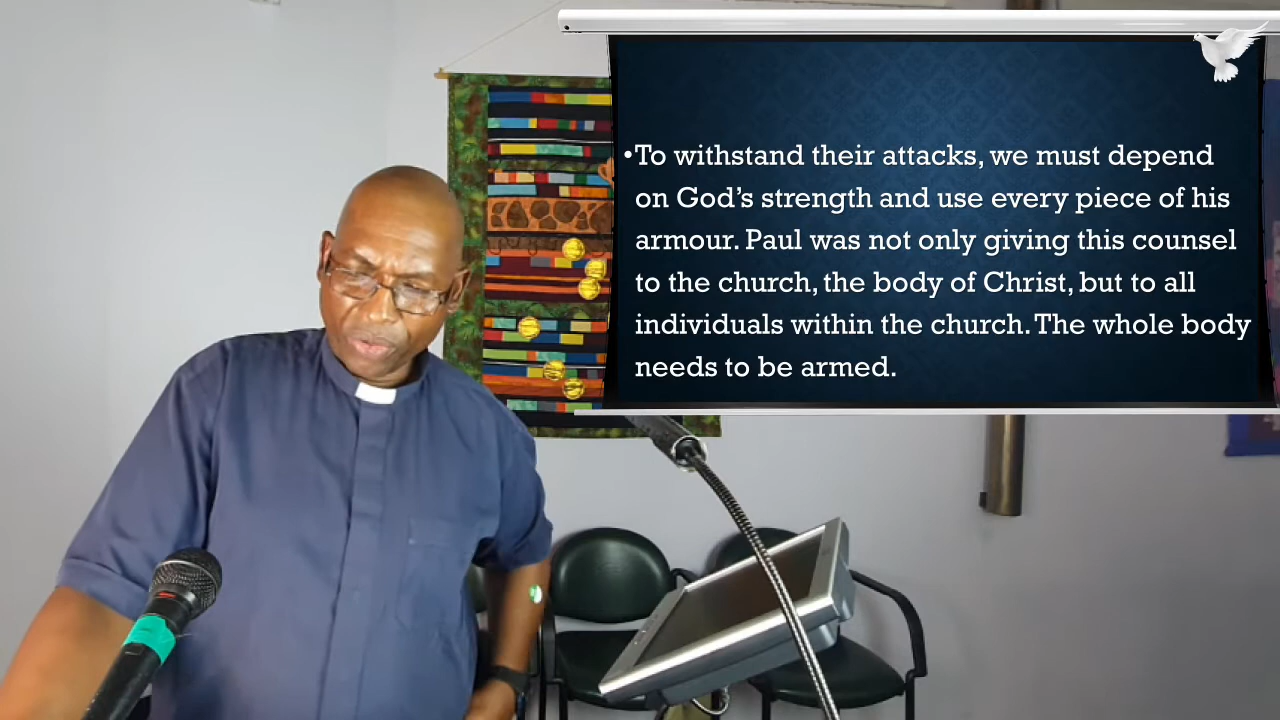 •To withstand their attacks, we must depend
on God’s strength and use every piece of his
armour. Paul was not only giving this counsel
to the church, the body of Christ, but to all
individuals within the church. The whole body
needs to be armed.